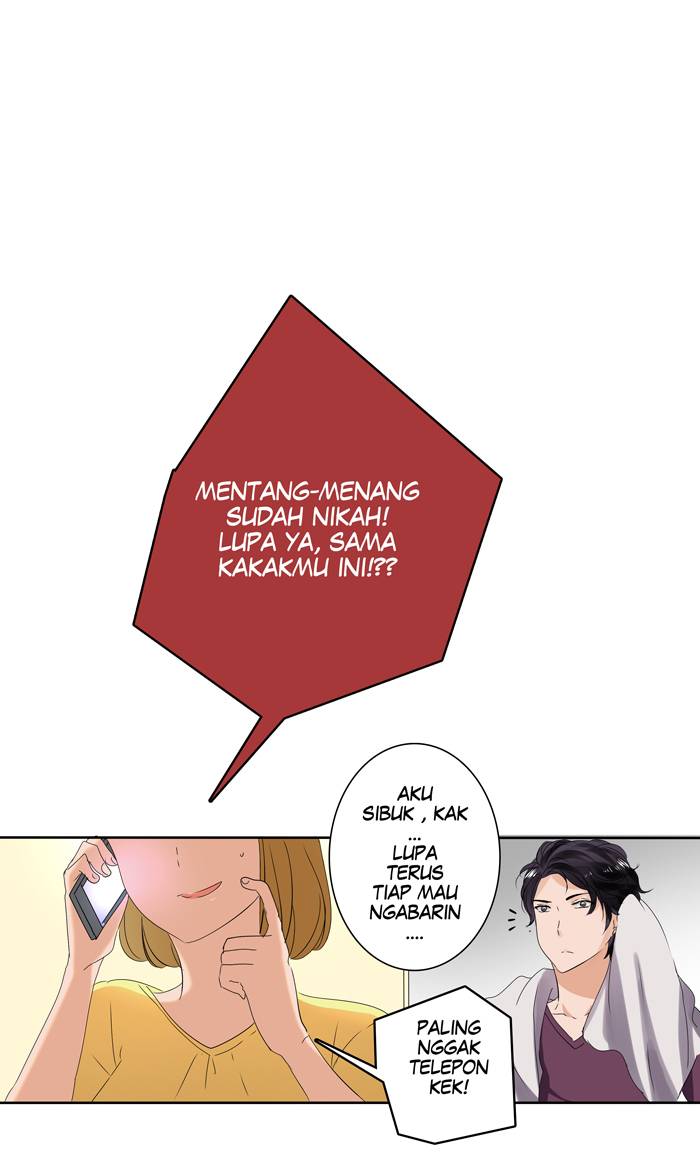 MENTANG-MENANG
SUDAH NIKAH!
LUPA YA, SAMA
KAKAKMU INI!??
AKU
SIBUK , KAK
...
LUPA
TERUS
TIAP MAU
NGABARIN
....
PALING
NGGAK
TELEPON
KEK!